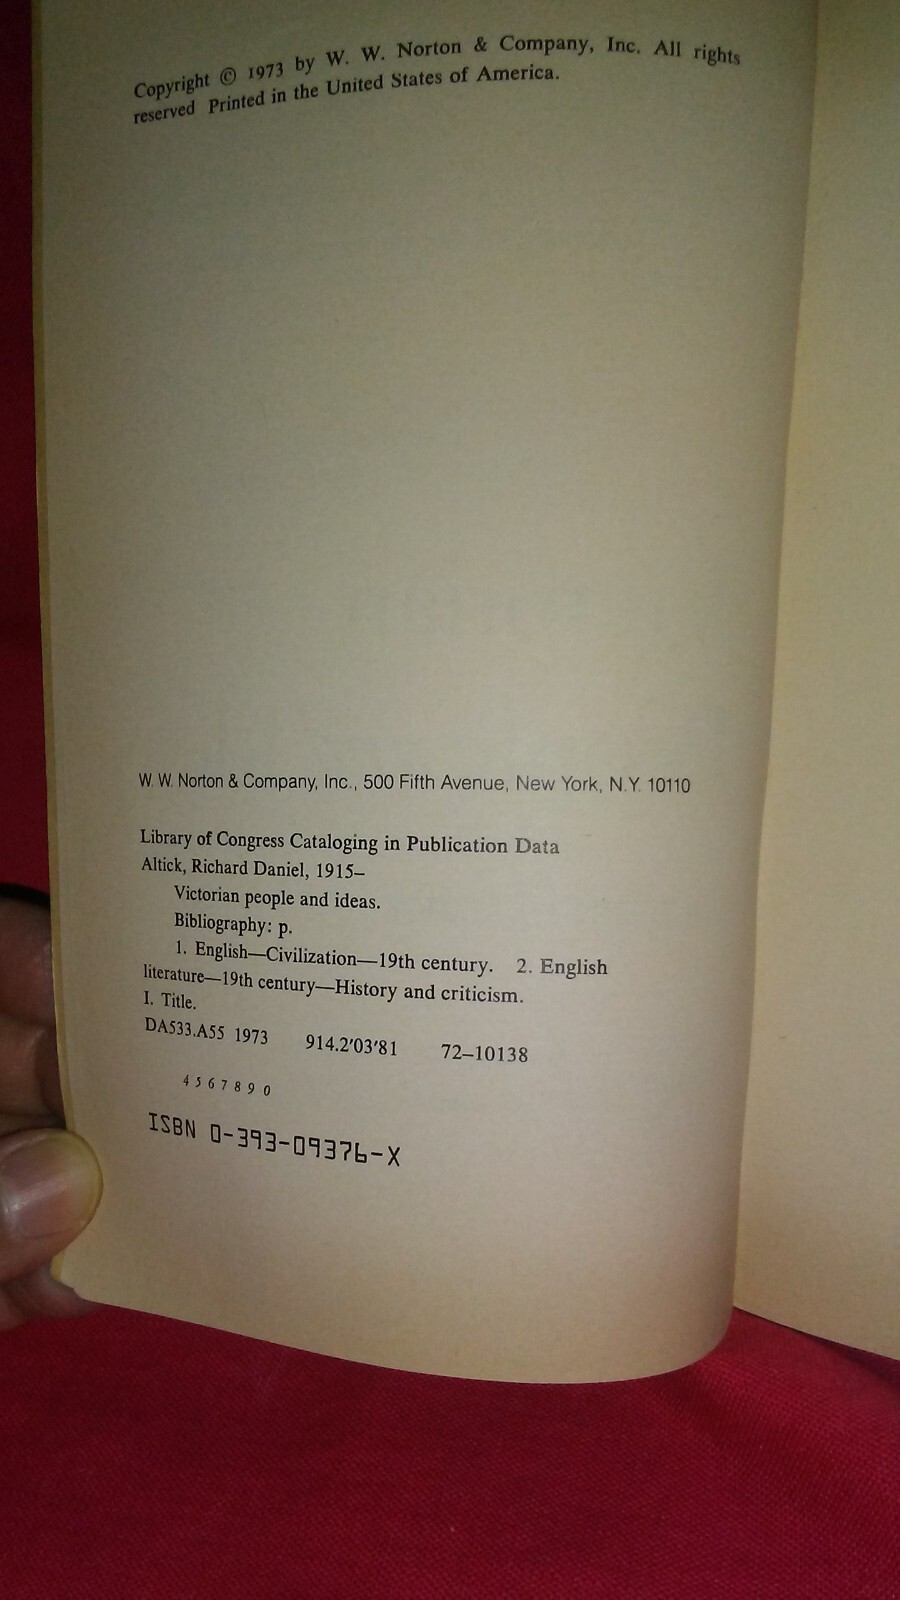 Copyright © 1973 by W. W. Norton & Company, Inc. All rights
reserved Printed in the United States of America.
W. W. Norton & Company, Inc., 500 Fifth Avenue, New York, N.Y. 10110
Library of Congress Cataloging in Publication Data
Altick, Richard Daniel, 1915–
Victorian people and ideas.
Bibliography: p.
1. English—Civilization—19th century. 2. English
literature—19th century—History and criticism.
I. Title.
DA533.A55 1973 914.2'03'81 72–10138
4 5 6 7 8 9 0
ISBN 0-393-09376-X